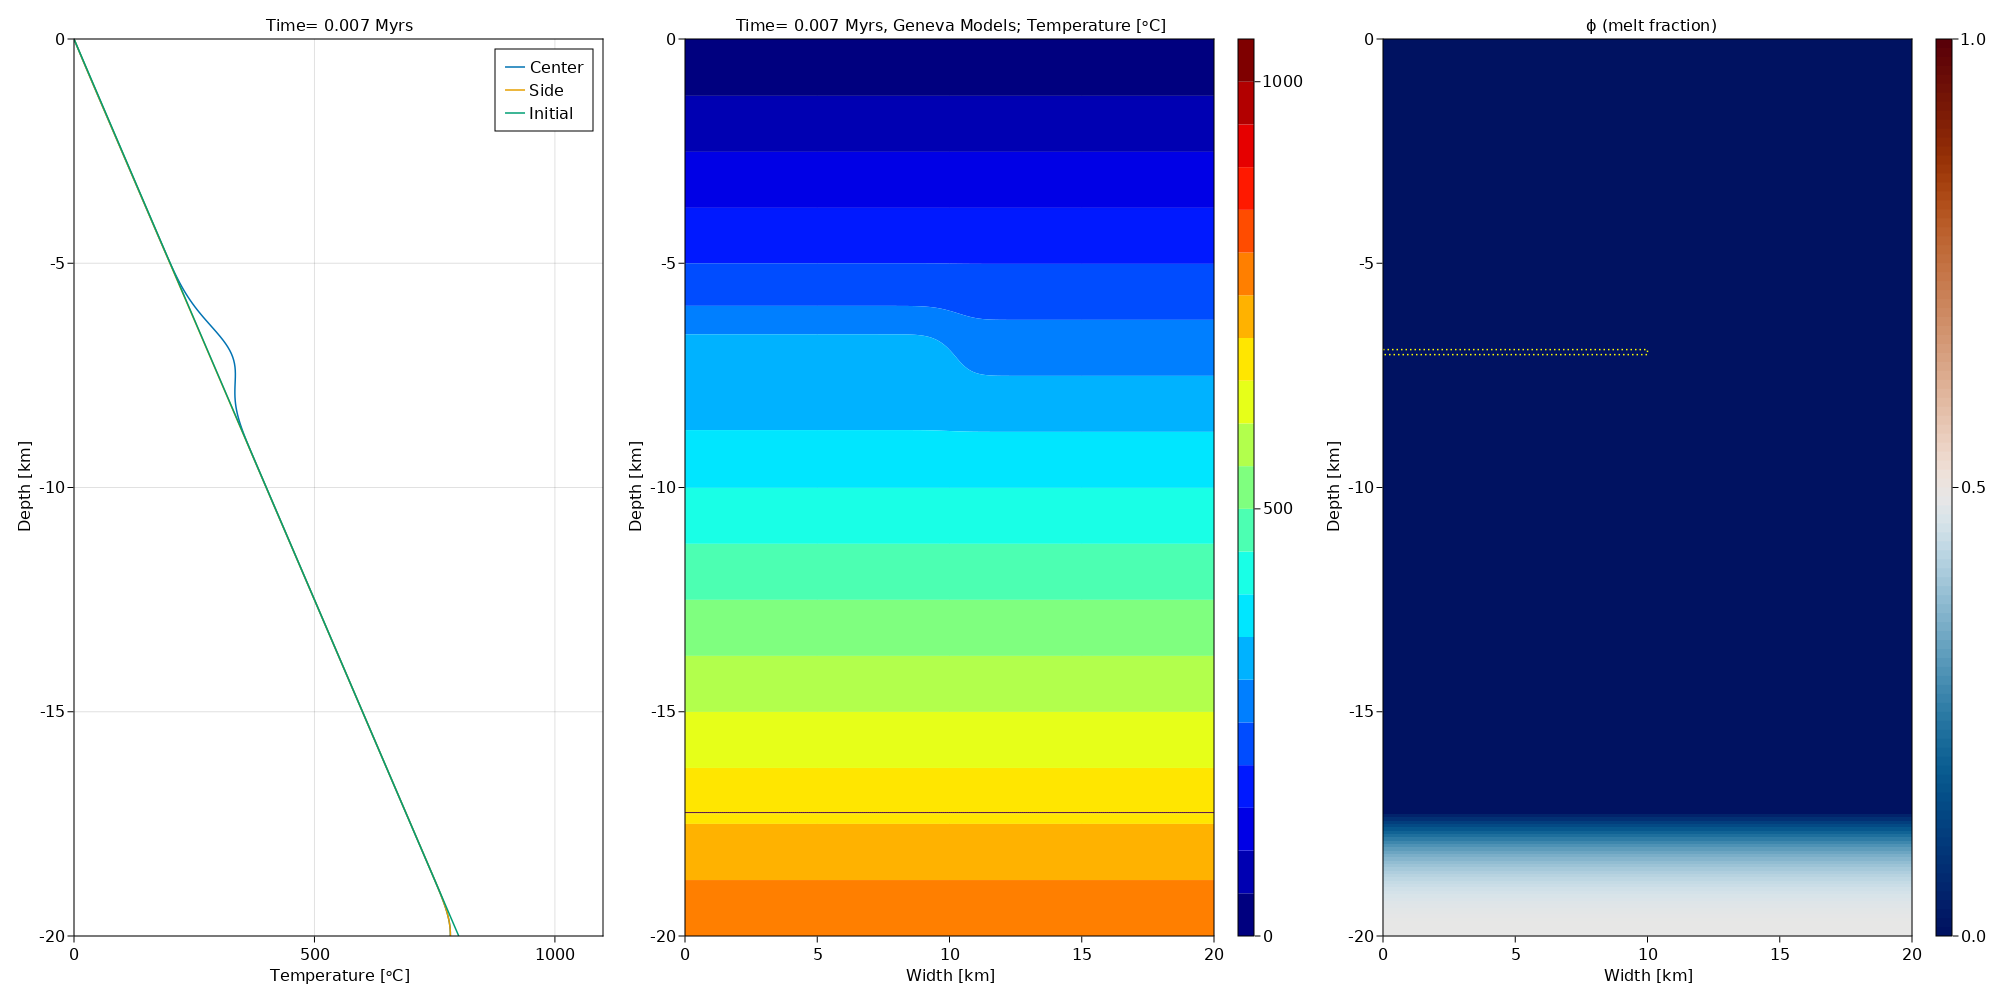 Time= 0.007 Myrs
Center
Side
Initial
0
-5
-10
-15
-20
Depth [km]
0
500
1000
Temperature [ᵒC]
Time= 0.007 Myrs, Geneva Models; Temperature [ᵒC]
0
-5
-10
-15
-20
Depth [km]
0
5
10
15
20
Width [km]
1000
500
0
ϕ (melt fraction)
0
-5
-10
-15
-20
Depth [km]
0
5
10
15
20
Width [km]
1.0
0.5
0.0